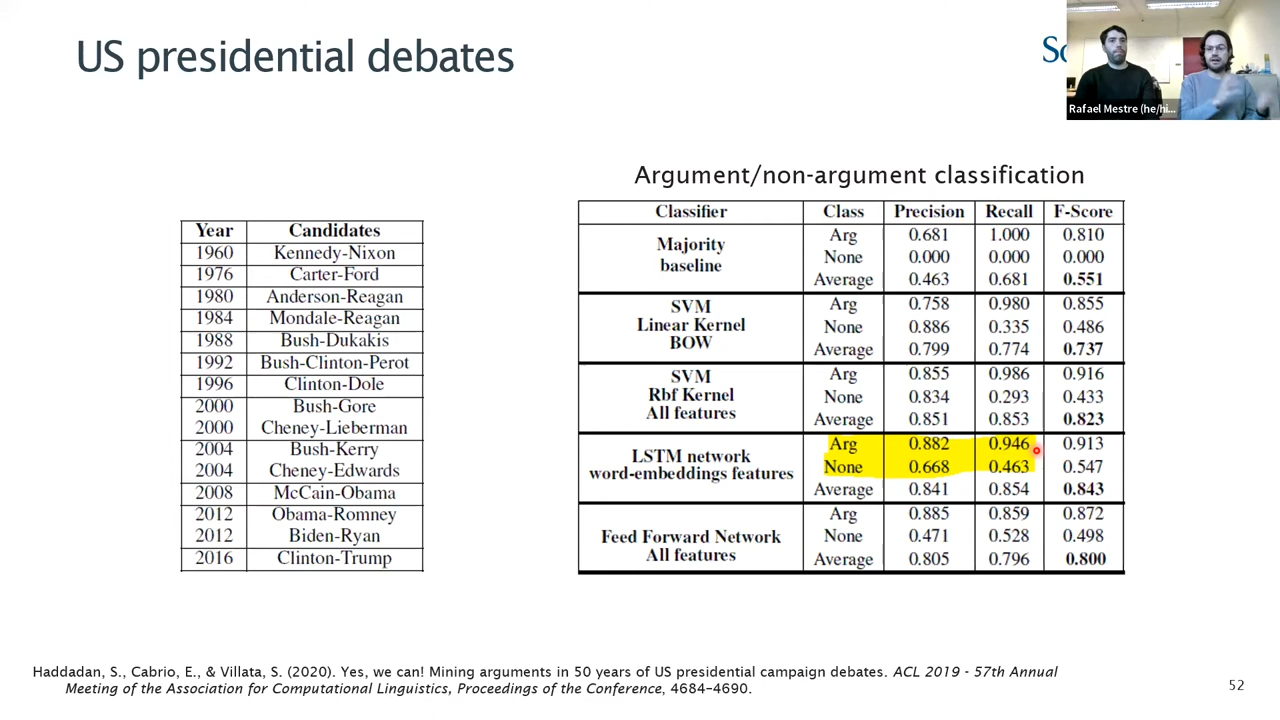 US presidential debates
So
Rafael Mestre (he/hi...
Argument/non-argument classification
Year Candidates
1960 Kennedy-Nixon
1976 Carter-Ford
1980 Anderson-Reagan
1984 Mondale-Reagan
1988 Bush-Dukakis
1992 Bush-Clinton-Perot
1996 Clinton-Dole
2000 Bush-Gore
2000 Cheney-Lieberman
2004 Bush-Kerry
2004 Cheney-Edwards
2008 McCain-Obama
2012 Obama-Romney
2012 Biden-Ryan
2016 Clinton-Trump
Classifier Class Precision Recall F-Score
Majority
baseline
Arg 0.681 1.000 0.810
None 0.000 0.000 0.000
Average 0.463 0.681 0.551
SVM
Linear Kernel
BOW
Arg 0.758 0.980 0.855
None 0.886 0.335 0.486
Average 0.799 0.774 0.737
SVM
Rbf Kernel
All features
Arg 0.855 0.986 0.916
None 0.834 0.293 0.433
Average 0.851 0.853 0.823
LSTM network
word-embeddings features
Arg 0.882 0.946 0.913
None 0.668 0.463 0.547
Average 0.841 0.854 0.843
Feed Forward Network
All features
Arg 0.885 0.859 0.872
None 0.471 0.528 0.498
Average 0.805 0.796 0.800
Haddadan, S., Cabrio, E., & Villata, S. (2020). Yes, we can! Mining arguments in 50 years of US presidential campaign debates. ACL 2019 - 57th Annual
Meeting of the Association for Computational Linguistics, Proceedings of the Conference, 4684–4690.
52